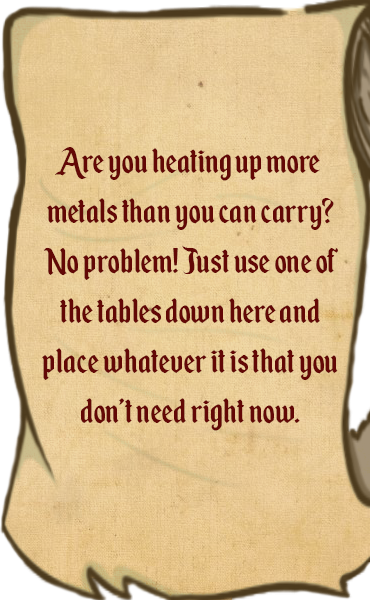 Are you heating up more
metals than you can carry?
No problem! Just use one of
the tables down here and
place whatever it is that you
don't need right now.